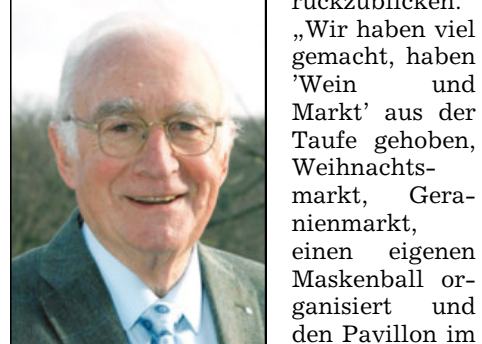 rückzublicken.
„Wir haben viel
gemacht, haben
’Wein und
Markt’ aus der
Taufe gehoben,
Weihnachts-
markt, Gera-
nienmarkt,
einen eigenen
Maskenball or-
ganisiert und
den Pavillon im